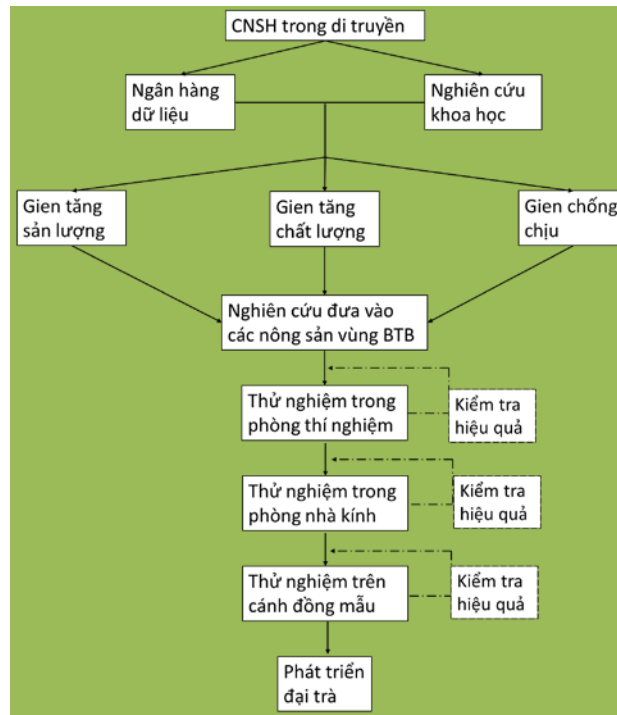 CNSH trong di truyền
Ngân hàng
dữ liệu
Nghiên cứu
khoa học
Gien tăng
sản lượng
Gien tăng
chất lượng
Gien chống
chịu
Nghiên cứu đưa vào
các nông sản vùng BTB
Thử nghiệm trong
phòng thí nghiệm
Kiểm tra
hiệu quả
Thử nghiệm trong
phòng nhà kính
Kiểm tra
hiệu quả
Thử nghiệm trên
cánh đồng mẫu
Kiểm tra
hiệu quả
Phát triển
đại trà